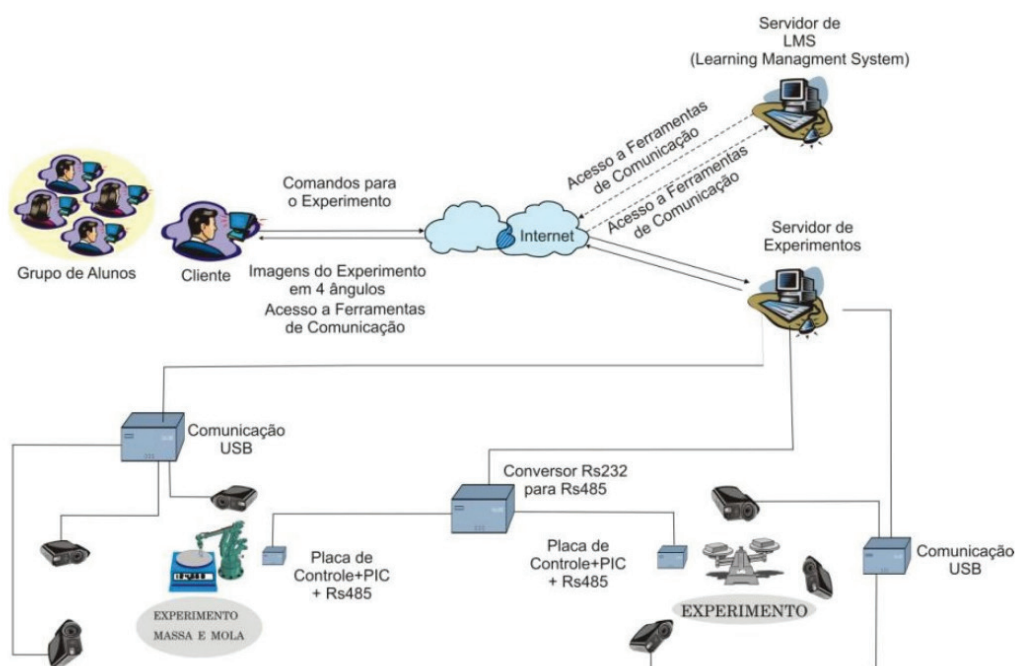 Servidor de
LMS
(Learning Managment System)
Acesso a Ferramentas
de Comunicação
Acesso a Ferramentas
de Comunicação
Comandos para
o Experimento
Servidor de
Experimentos
Internet
Grupo de Alunos
Cliente
Imagens do Experimento
em 4 ângulos
Acesso a Ferramentas
de Comunicação
Comunicação
USB
Conversor Rs232
para Rs485
Placa de
Controle+PIC
+ Rs485
Placa de
Controle+PIC
+ Rs485
Comunicação
USB
EXPERIMENTO
MASSA E MOLA
EXPERIMENTO